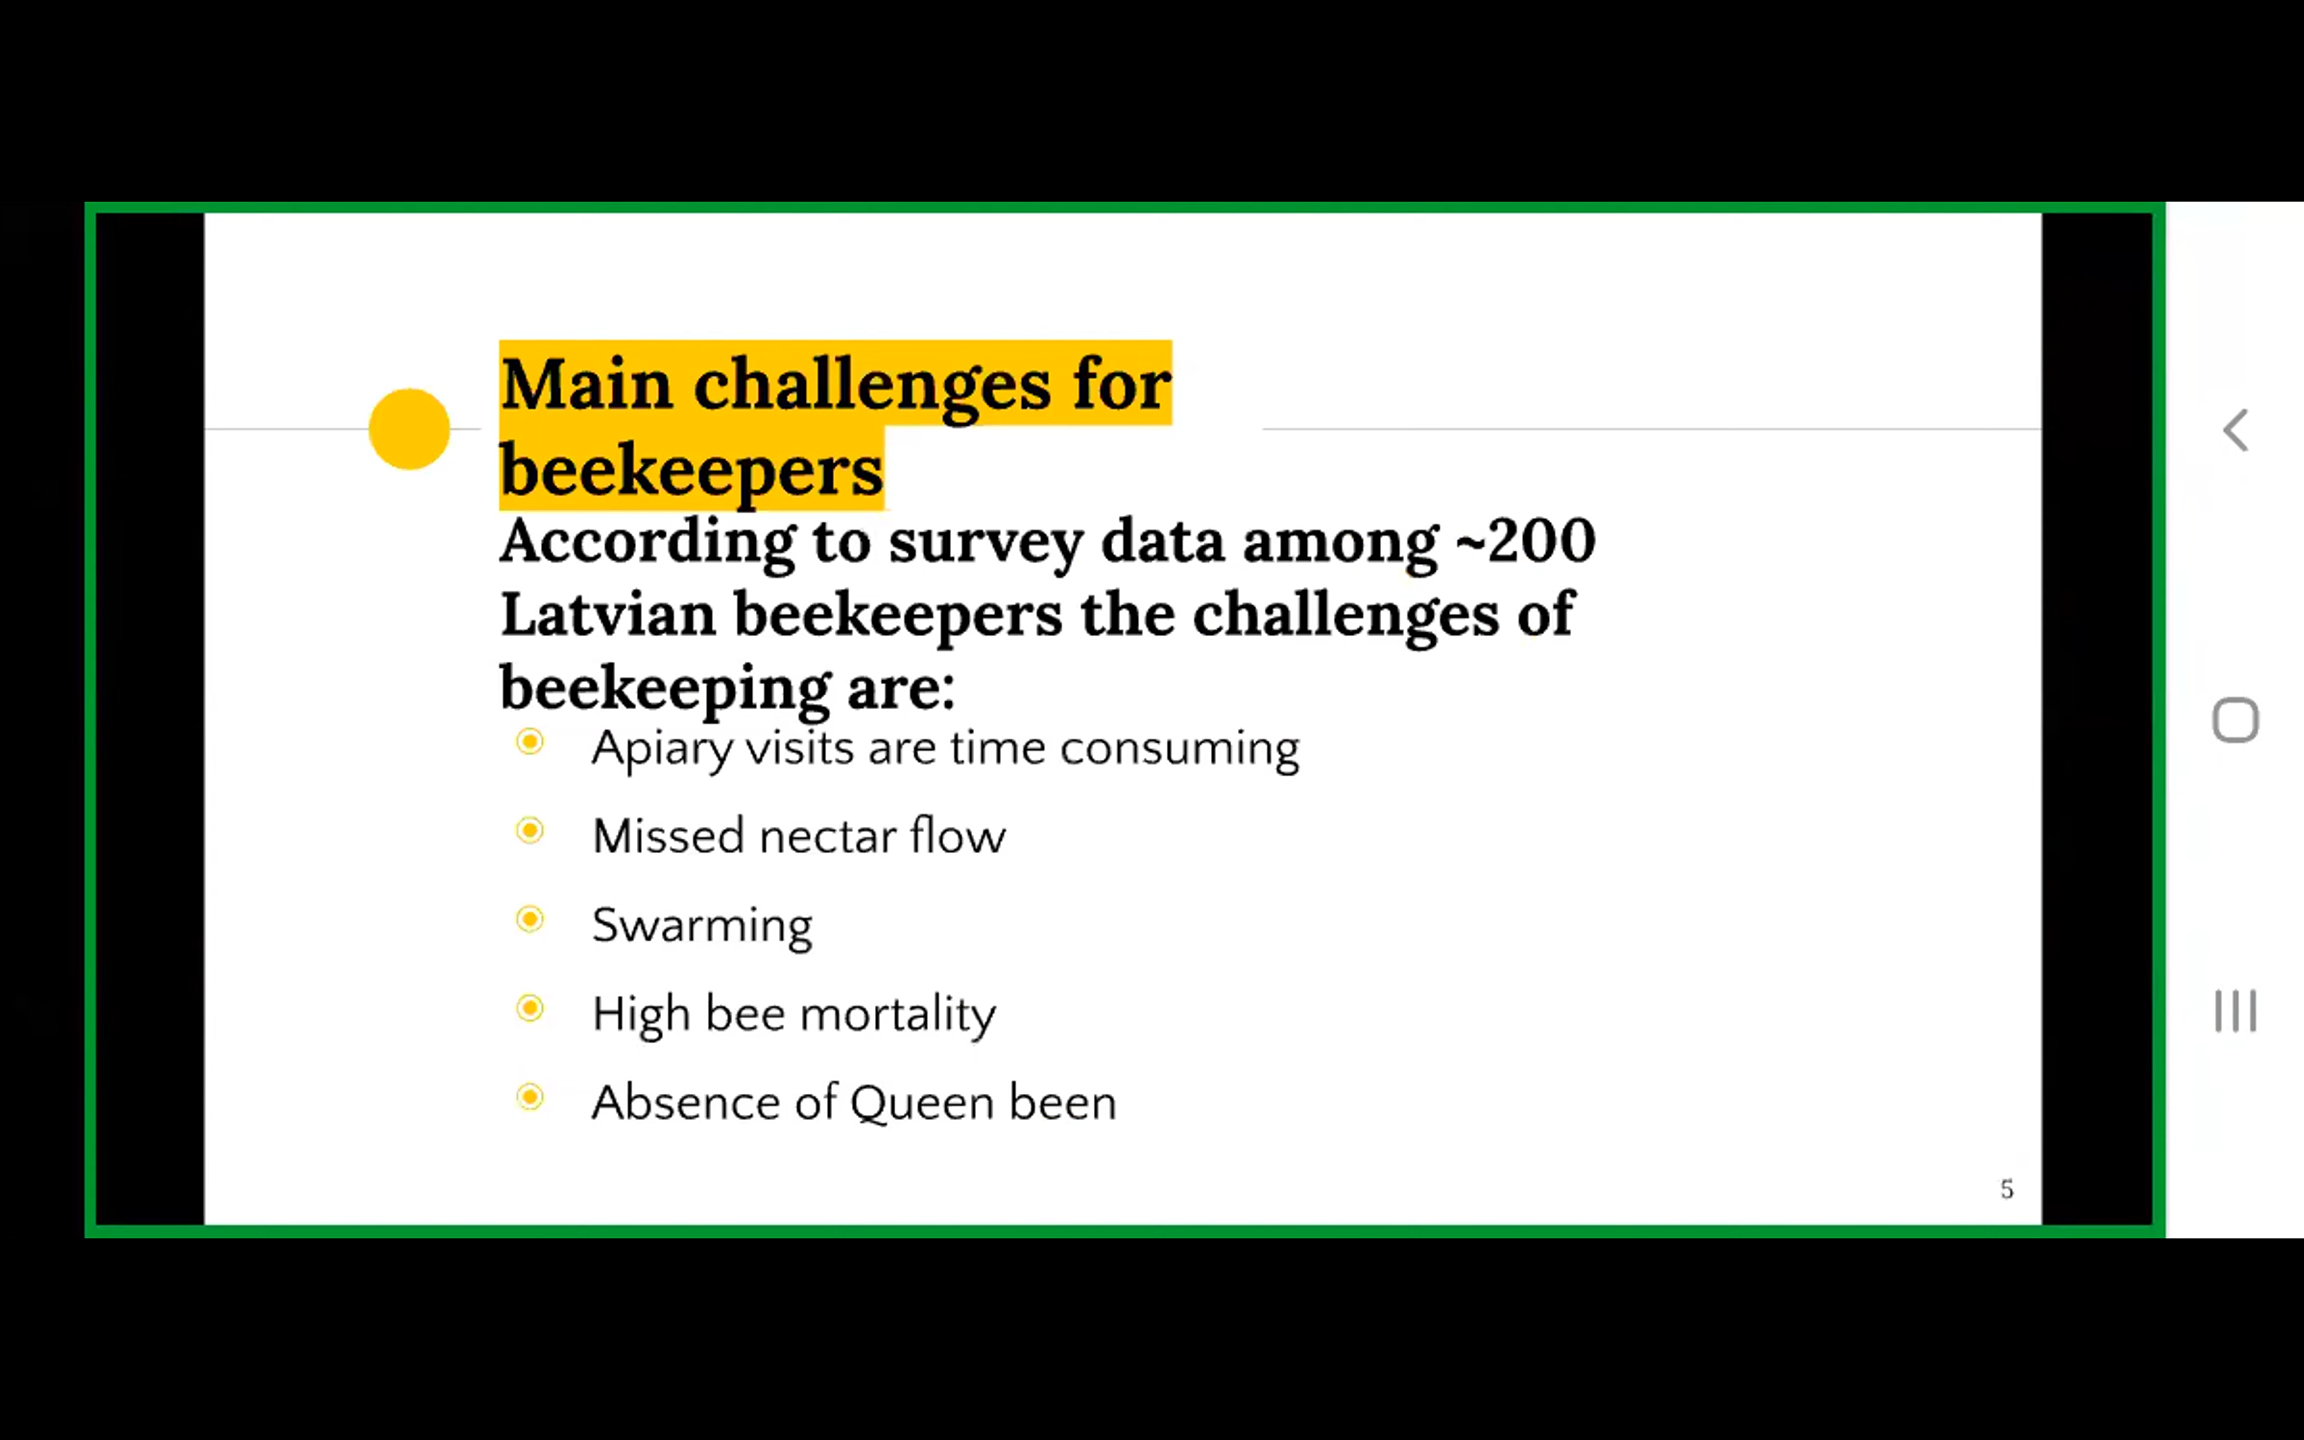 Main challenges for
beekeepers
According to survey data among ~200
Latvian beekeepers the challenges of
beekeeping are:
Apiary visits are time consuming
Missed nectar flow
Swarming
High bee mortality
Absence of Queen been
5